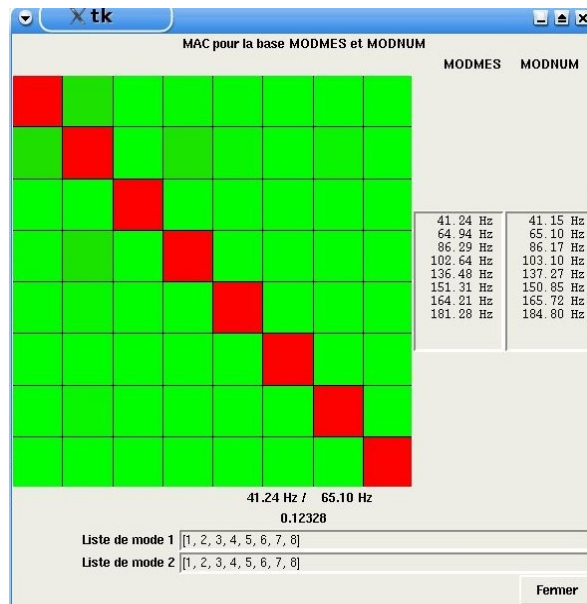 tk
MAC pour la base MODMES et MODNUM
MODMES MODNUM
41.24 Hz 41.15 Hz
64.94 Hz 65.10 Hz
86.29 Hz 86.17 Hz
102.64 Hz 103.10 Hz
136.48 Hz 137.27 Hz
151.31 Hz 150.85 Hz
164.21 Hz 165.72 Hz
181.28 Hz 184.80 Hz
41.24 Hz / 65.10 Hz
0.12328
Liste de mode 1 [1, 2, 3, 4, 5, 6, 7, 8]
Liste de mode 2 [1, 2, 3, 4, 5, 6, 7, 8]
Fermer